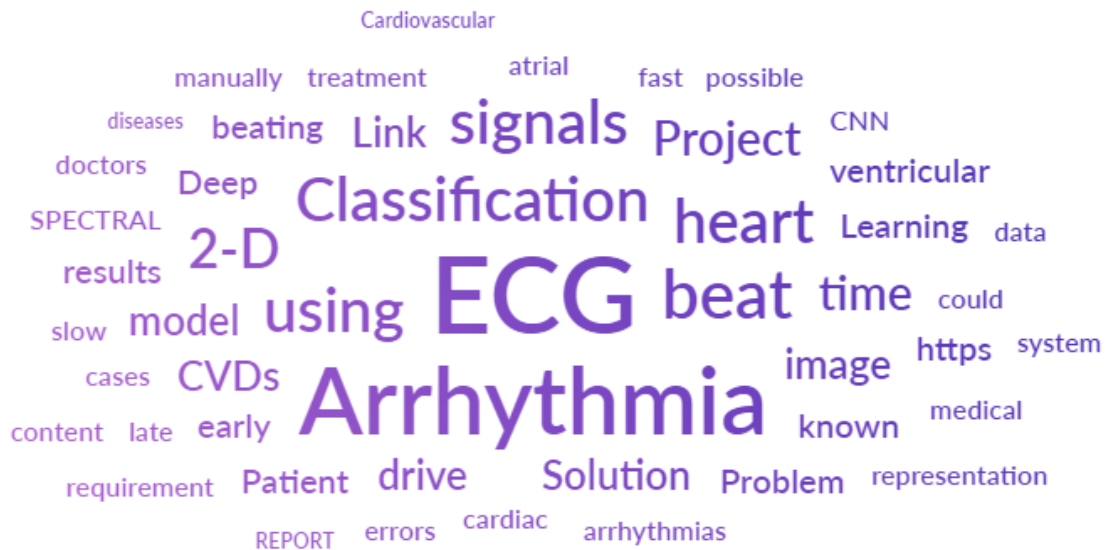 Cardiovascular
manually treatment atrial fast possible
diseases beating Link signals Project CNN
doctors Deep Classification ventricular
SPECTRAL 2-D heart Learning data
results model using ECG beat time could
slow CVDs Arrhythmia image https system
cases known medical
content late early
requirement Patient drive Solution Problem representation
REPORT errors cardiac arrhythmias